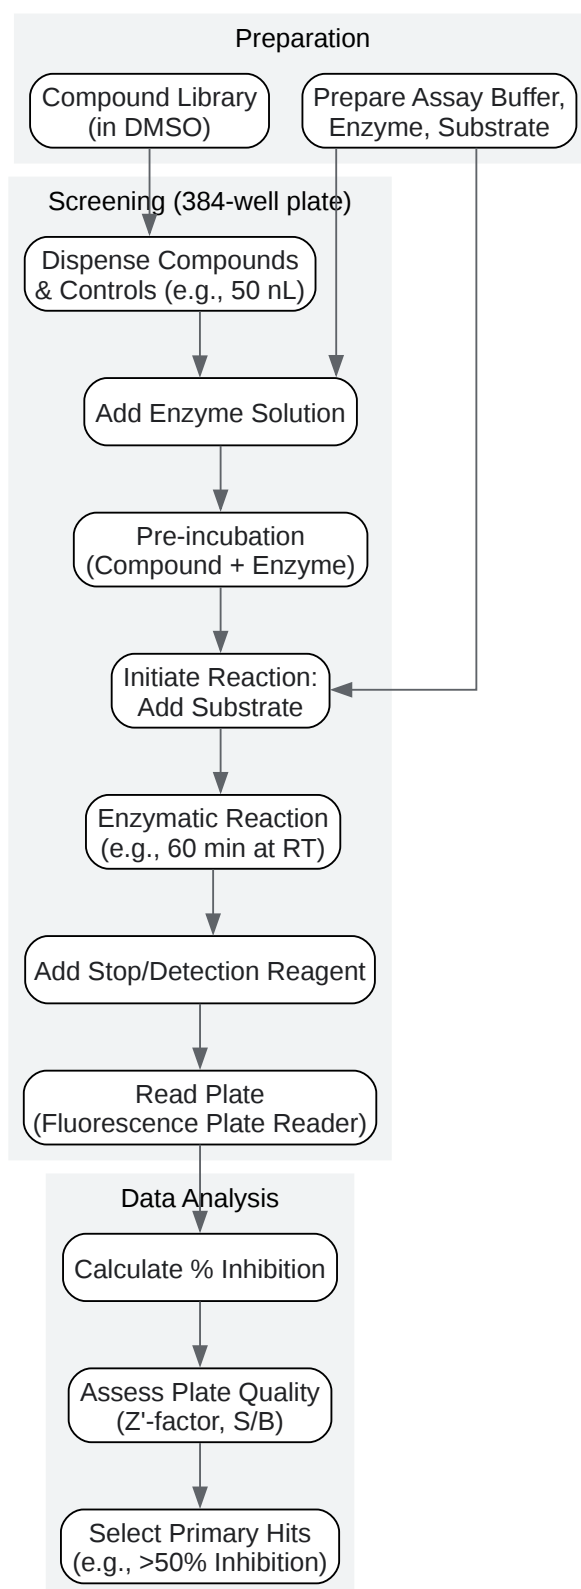 Preparation
Compound Library
(in DMSO)
Prepare Assay Buffer,
Enzyme, Substrate
Screening (384-well plate)
Dispense Compounds
& Controls (e.g., 50 nL)
Add Enzyme Solution
Pre-incubation
(Compound + Enzyme)
Initiate Reaction:
Add Substrate
Enzymatic Reaction
(e.g., 60 min at RT)
Add Stop/Detection Reagent
Read Plate
(Fluorescence Plate Reader)
Data Analysis
Calculate % Inhibition
Assess Plate Quality
(Z'-factor, S/B)
Select Primary Hits
(e.g., >50% Inhibition)